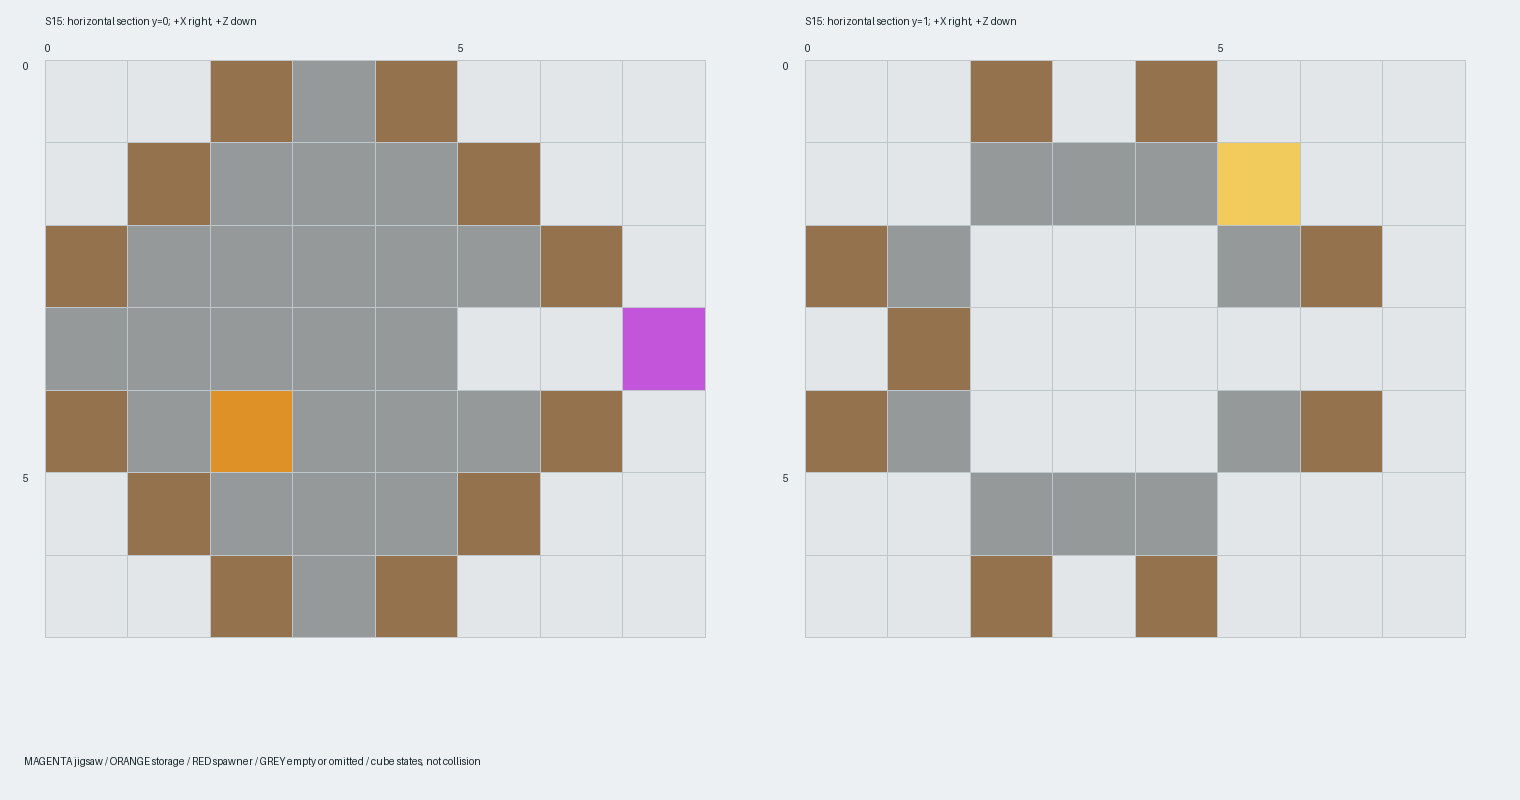 S15: horizontal section y=0; +X right, +Z down
S15: horizontal section y=1; +X right, +Z down
0 5
0 5
0
0
5
5
MAGENTA jigsaw / ORANGE storage / RED spawner / GREY empty or omitted / cube states, not collision